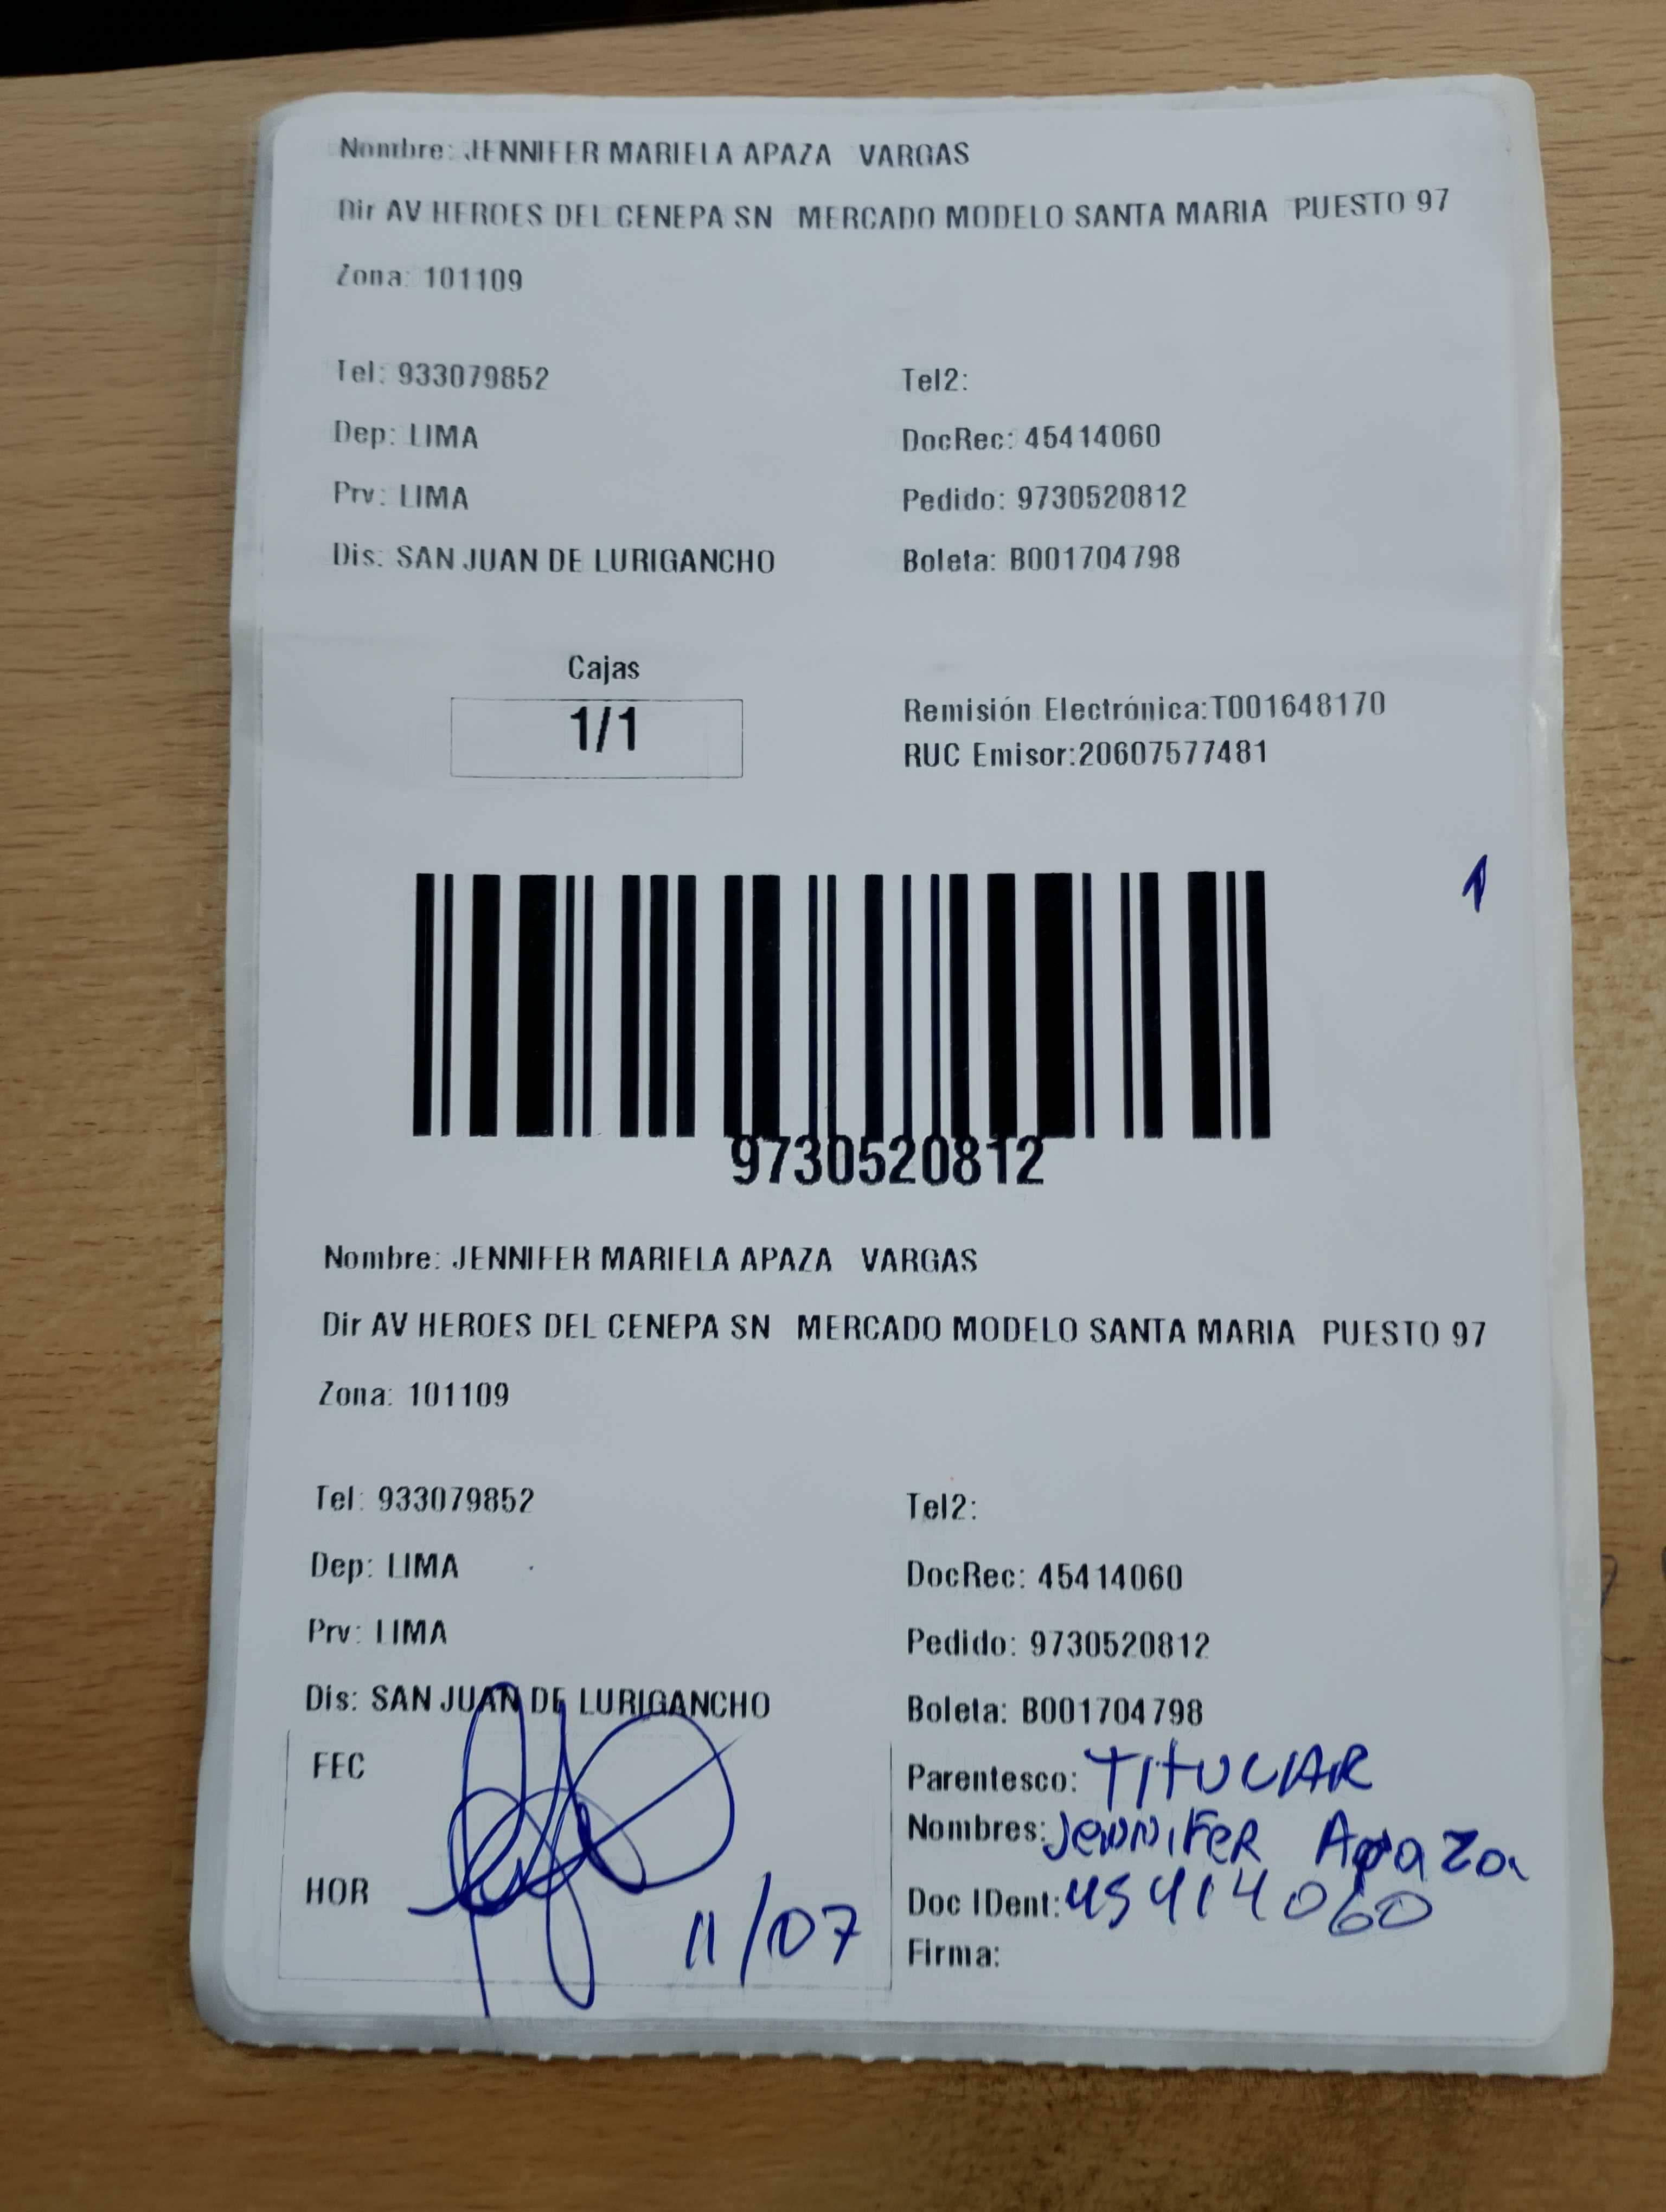 Nombre: JENNIFER MARIELA APAZA VARGAS
Dir AV HEROES DEL CENEPA SN MERCADO MODELO SANTA MARIA PUESTO 97
Zona: 101109
Tel: 933079852 Tel2:
Dep: LIMA DocRec: 45414060
Prv: LIMA Pedido: 9730520812
Dis: SAN JUAN DE LURIGANCHO Boleta: B001704798
Cajas
1/1
Remisión Electrónica:T001648170
RUC Emisor:20607577481
1
9730520812
Nombre: JENNIFER MARIELA APAZA VARGAS
Dir AV HEROES DEL CENEPA SN MERCADO MODELO SANTA MARIA PUESTO 97
Zona: 101109
Tel: 933079852 Tel2:
Dep: LIMA DocRec: 45414060
Prv: LIMA Pedido: 9730520812
Dis: SAN JUAN DE LURIGANCHO Boleta: B001704798
FEC Parentesco: TITULAR
Nombres: JENNIFER Apaza
HOR Doc IDent: 45414060
11/07 Firma: